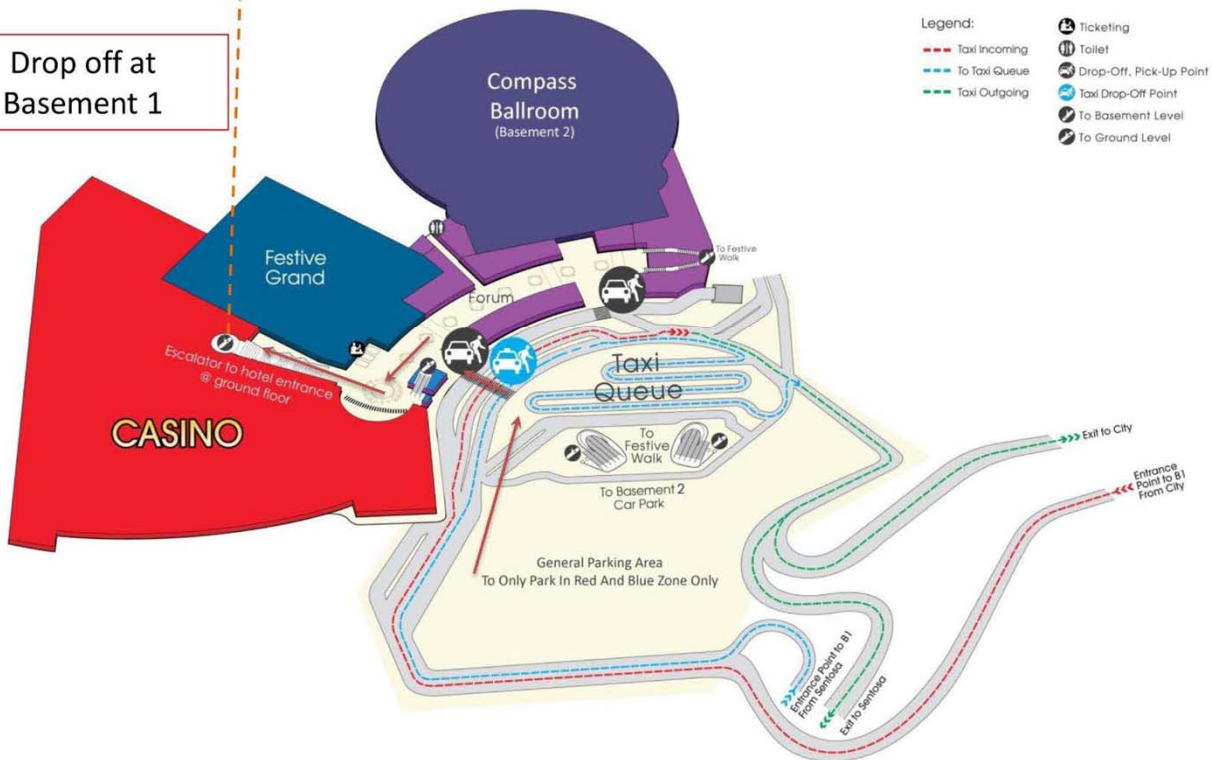 Drop off at
Basement 1
Compass
Ballroom
(Basement 2)
Legend:
Taxi Incoming
To Taxi Queue
Taxi Outgoing
Ticketing
Toilet
Drop-Off, Pick-Up Point
Taxi Drop-Off Point
To Basement Level
To Ground Level
Festive
Grand
To Festive
Walk
Forum
Escalator to hotel entrance
@ ground floor
Taxi
Queue
CASINO
To
Festive
Walk
To Basement 2
Car Park
Exit to City
Entrance
Point to B1
From City
General Parking Area
To Only Park In Red And Blue Zone Only
Entrance Point to B1
From Sentosa
Exit to Sentosa